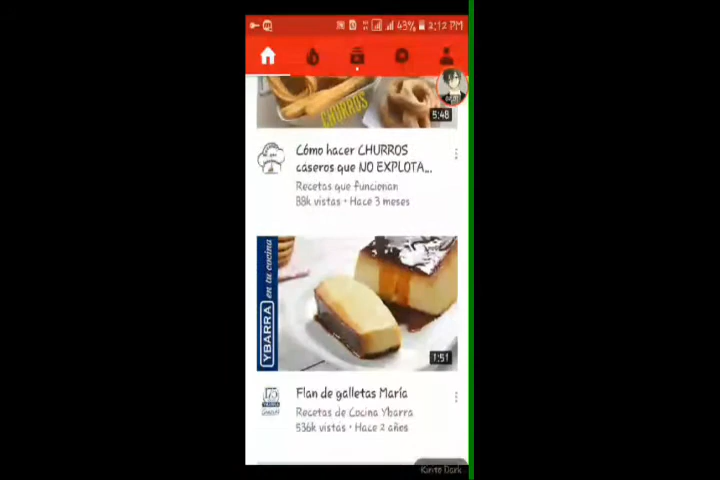 43% 2:12 PM
CHURROS
5:48
Cómo hacer CHURROS
caseros que NO EXPLOTA...
Recetas que funcionan
88k vistas • Hace 3 meses
YBARRA en tu cocina
1:51
Flan de galletas María
Recetas de Cocina Ybarra
536k vistas • Hace 2 años
Kirito Dark